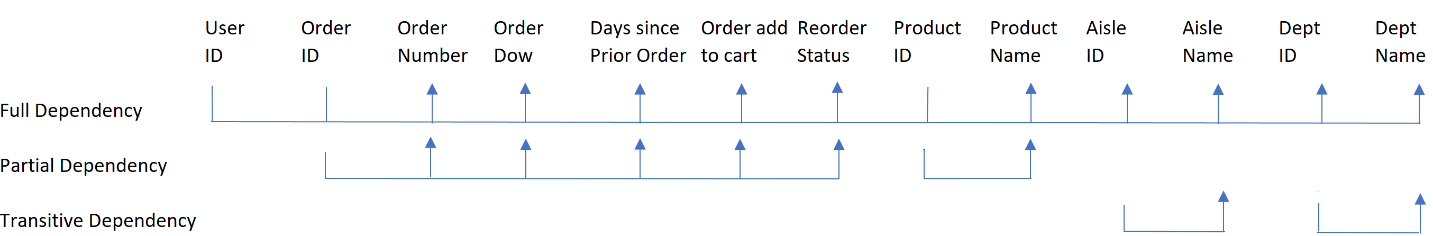 User Order Order Order Days since Order add Reorder Product Product Aisle Aisle Dept Dept
ID ID Number Dow Prior Order to cart Status ID Name ID Name ID Name
Full Dependency
Partial Dependency
Transitive Dependency